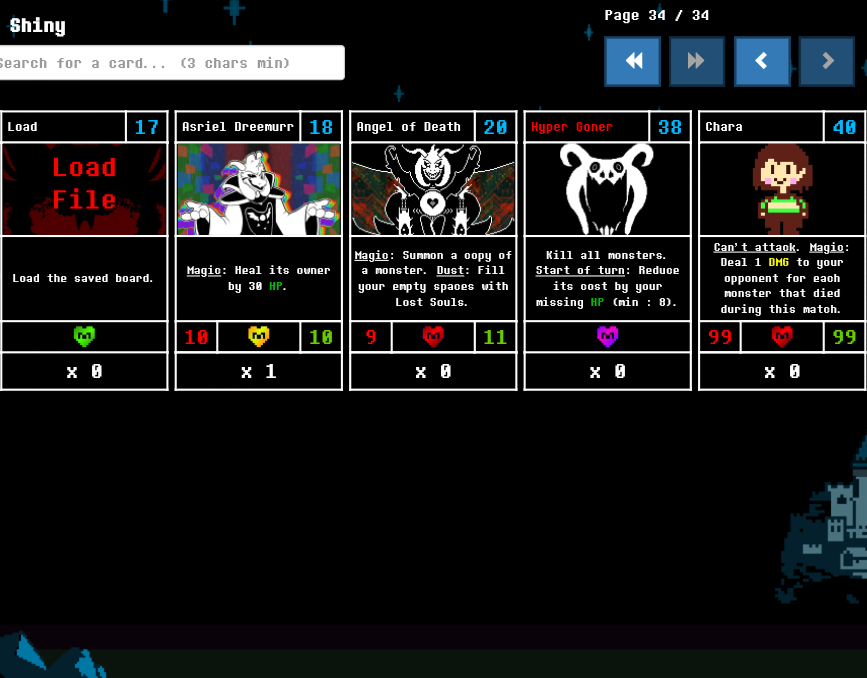 Shiny
Page 34 / 34
Search for a card... (3 chars min)
Load 17
Load
File
Load the saved board.
x 0
Asriel Dreemurr 18
Magic: Heal its owner
by 30 HP.
10 10
x 1
Angel of Death 20
Magic: Summon a copy of
a monster. Dust: Fill
your empty spaces with
Lost Souls.
9 11
x 0
Hyper Goner 38
Kill all monsters.
Start of turn: Reduce
its cost by your
missing HP (min : 8).
x 0
Chara 40
Can't attack. Magic:
Deal 1 DMG to your
opponent for each
monster that died
during this match.
99 99
x 0